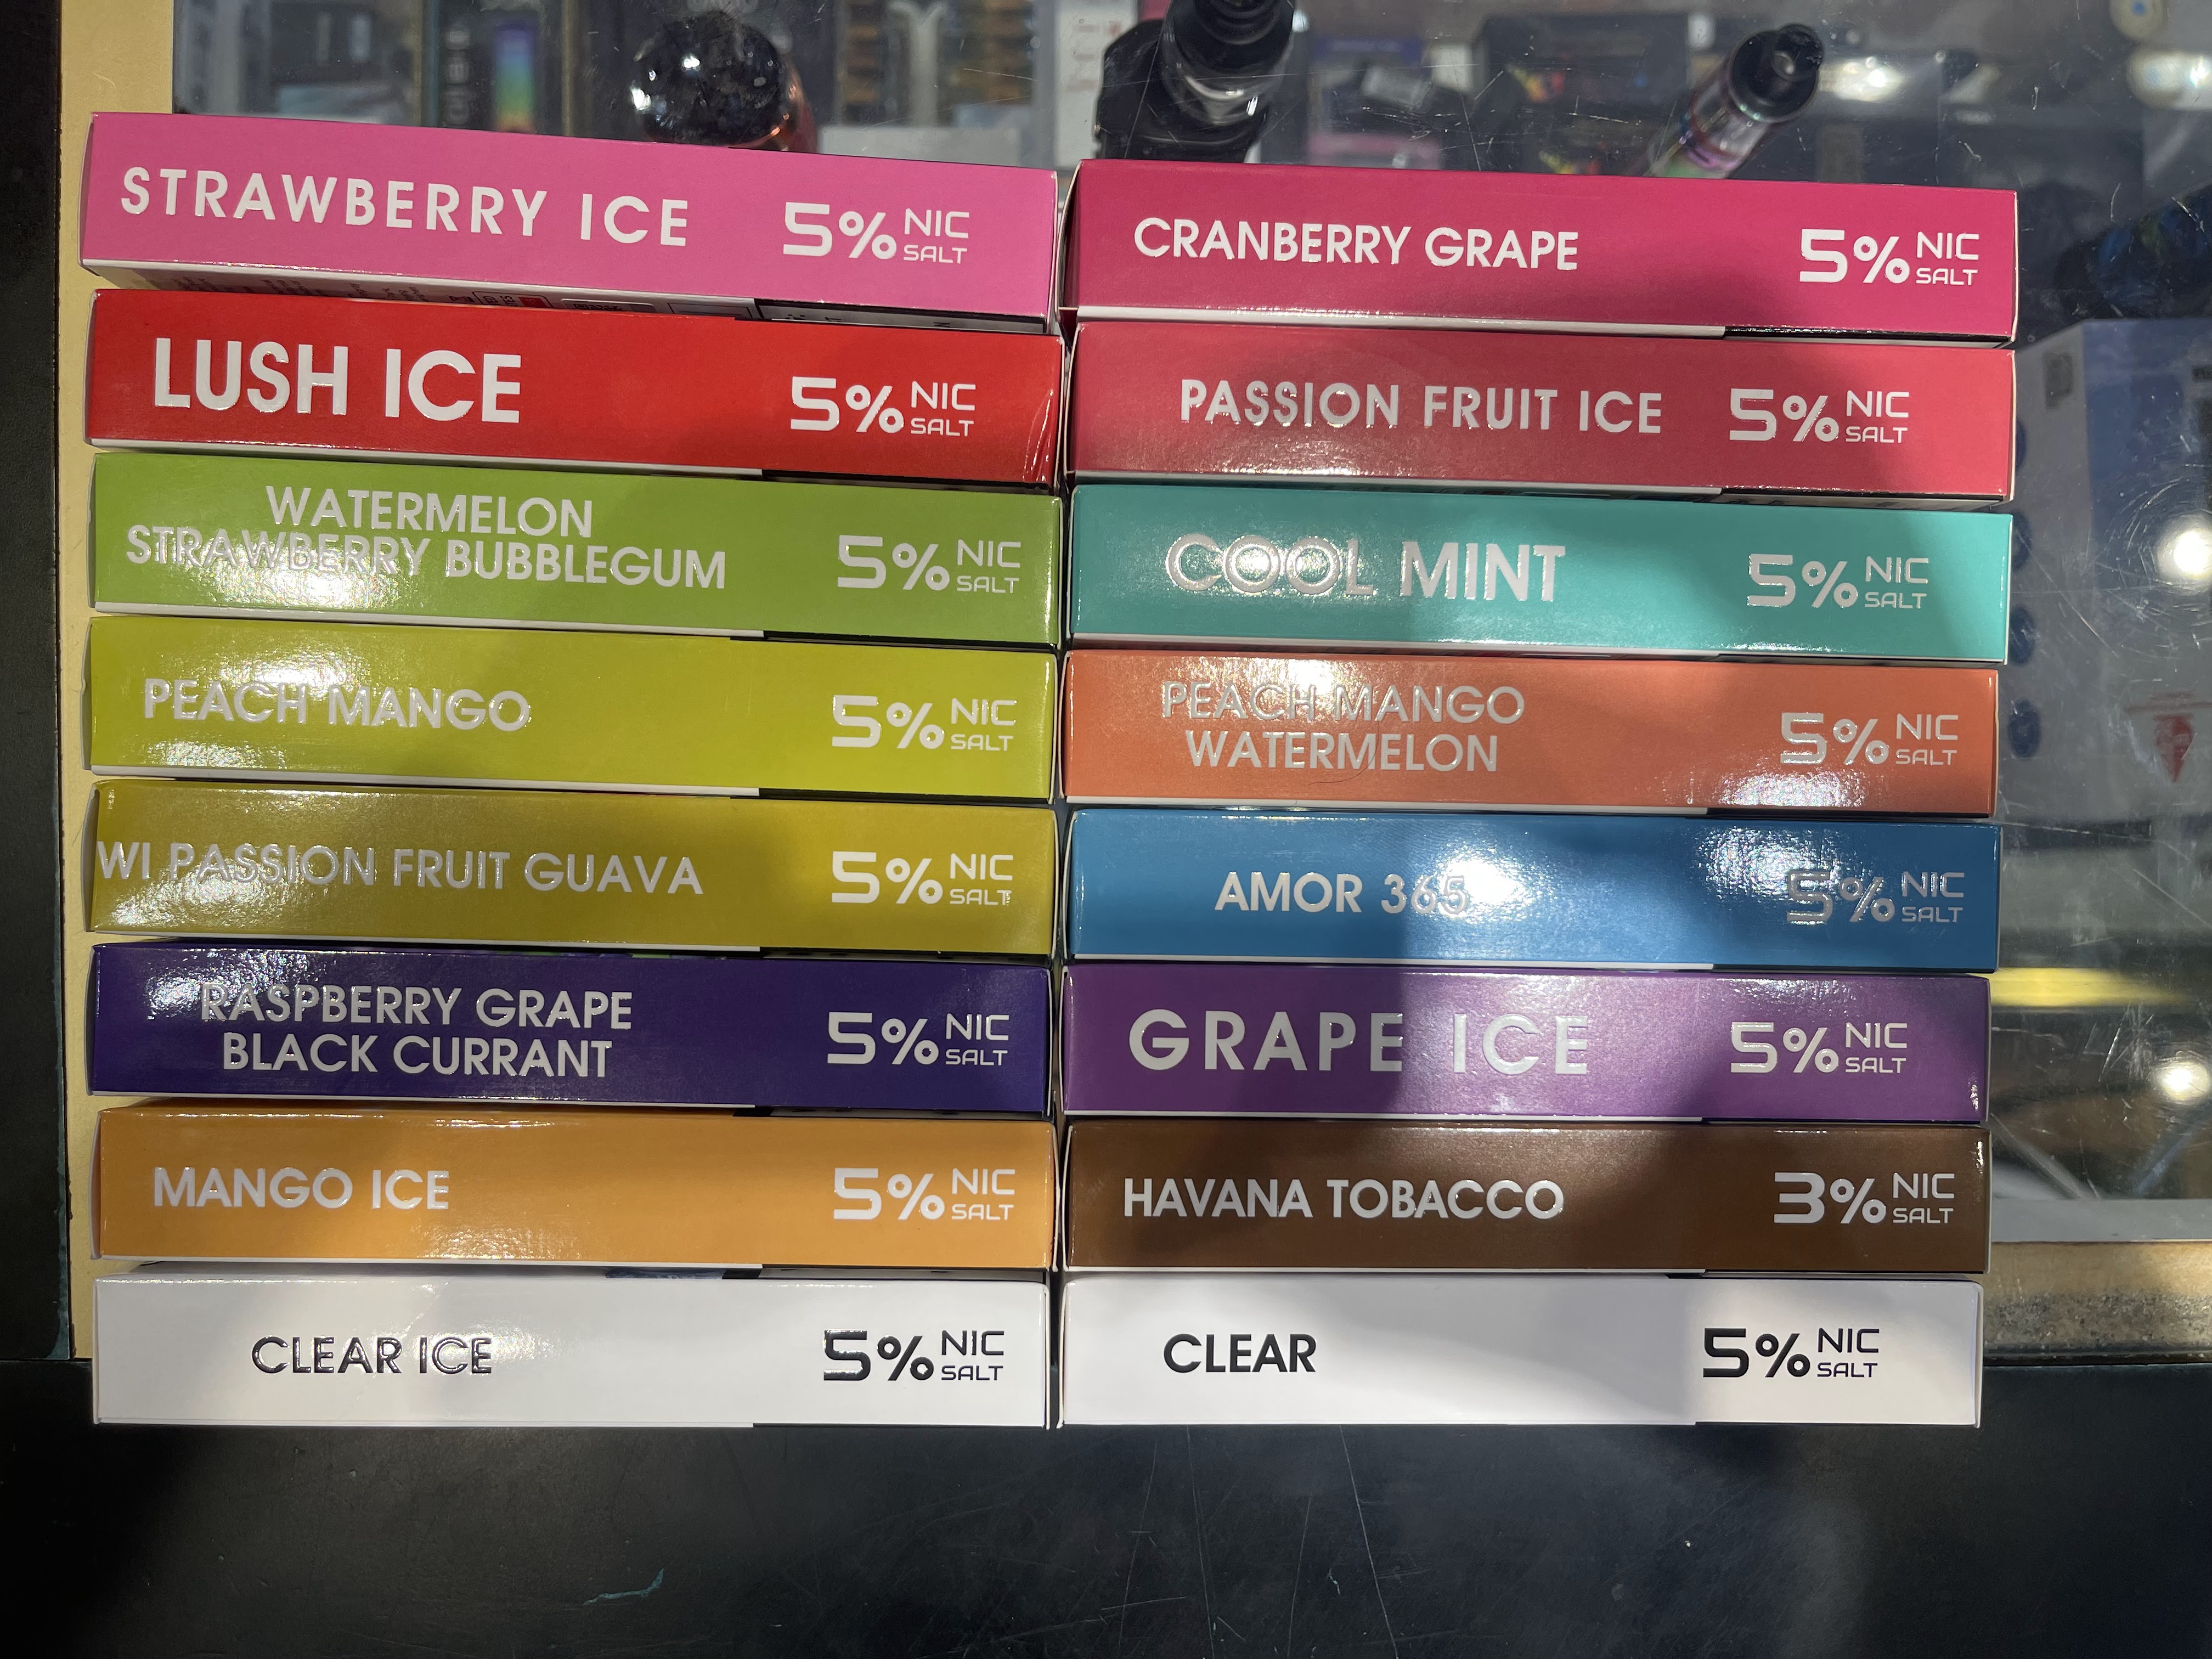 STRAWBERRY ICE 5% NIC SALT
LUSH ICE 5% NIC SALT
WATERMELON
STRAWBERRY BUBBLEGUM 5% NIC SALT
PEACH MANGO 5% NIC SALT
WI PASSION FRUIT GUAVA 5% NIC SALT
RASPBERRY GRAPE
BLACK CURRANT 5% NIC SALT
MANGO ICE 5% NIC SALT
CLEAR ICE 5% NIC SALT
CRANBERRY GRAPE 5% NIC SALT
PASSION FRUIT ICE 5% NIC SALT
COOL MINT 5% NIC SALT
PEACH MANGO
WATERMELON 5% NIC SALT
AMOR 365 5% NIC SALT
GRAPE ICE 5% NIC SALT
HAVANA TOBACCO 3% NIC SALT
CLEAR 5% NIC SALT